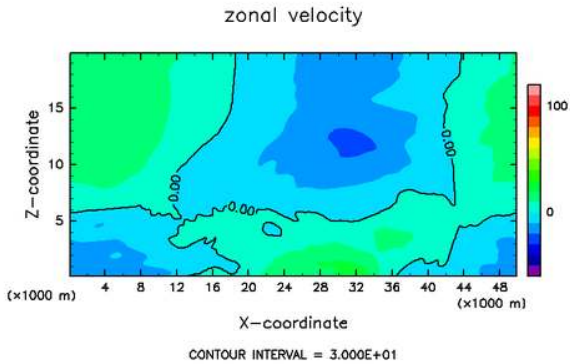 zonal velocity
Z-coordinate
15
10
5
0.00
0.00
0.00
100
0
0 4 8 12 16 20 24 28 32 36 40 44 48
(×1000 m)
(×1000 m)
X-coordinate
CONTOUR INTERVAL = 3.000E+01